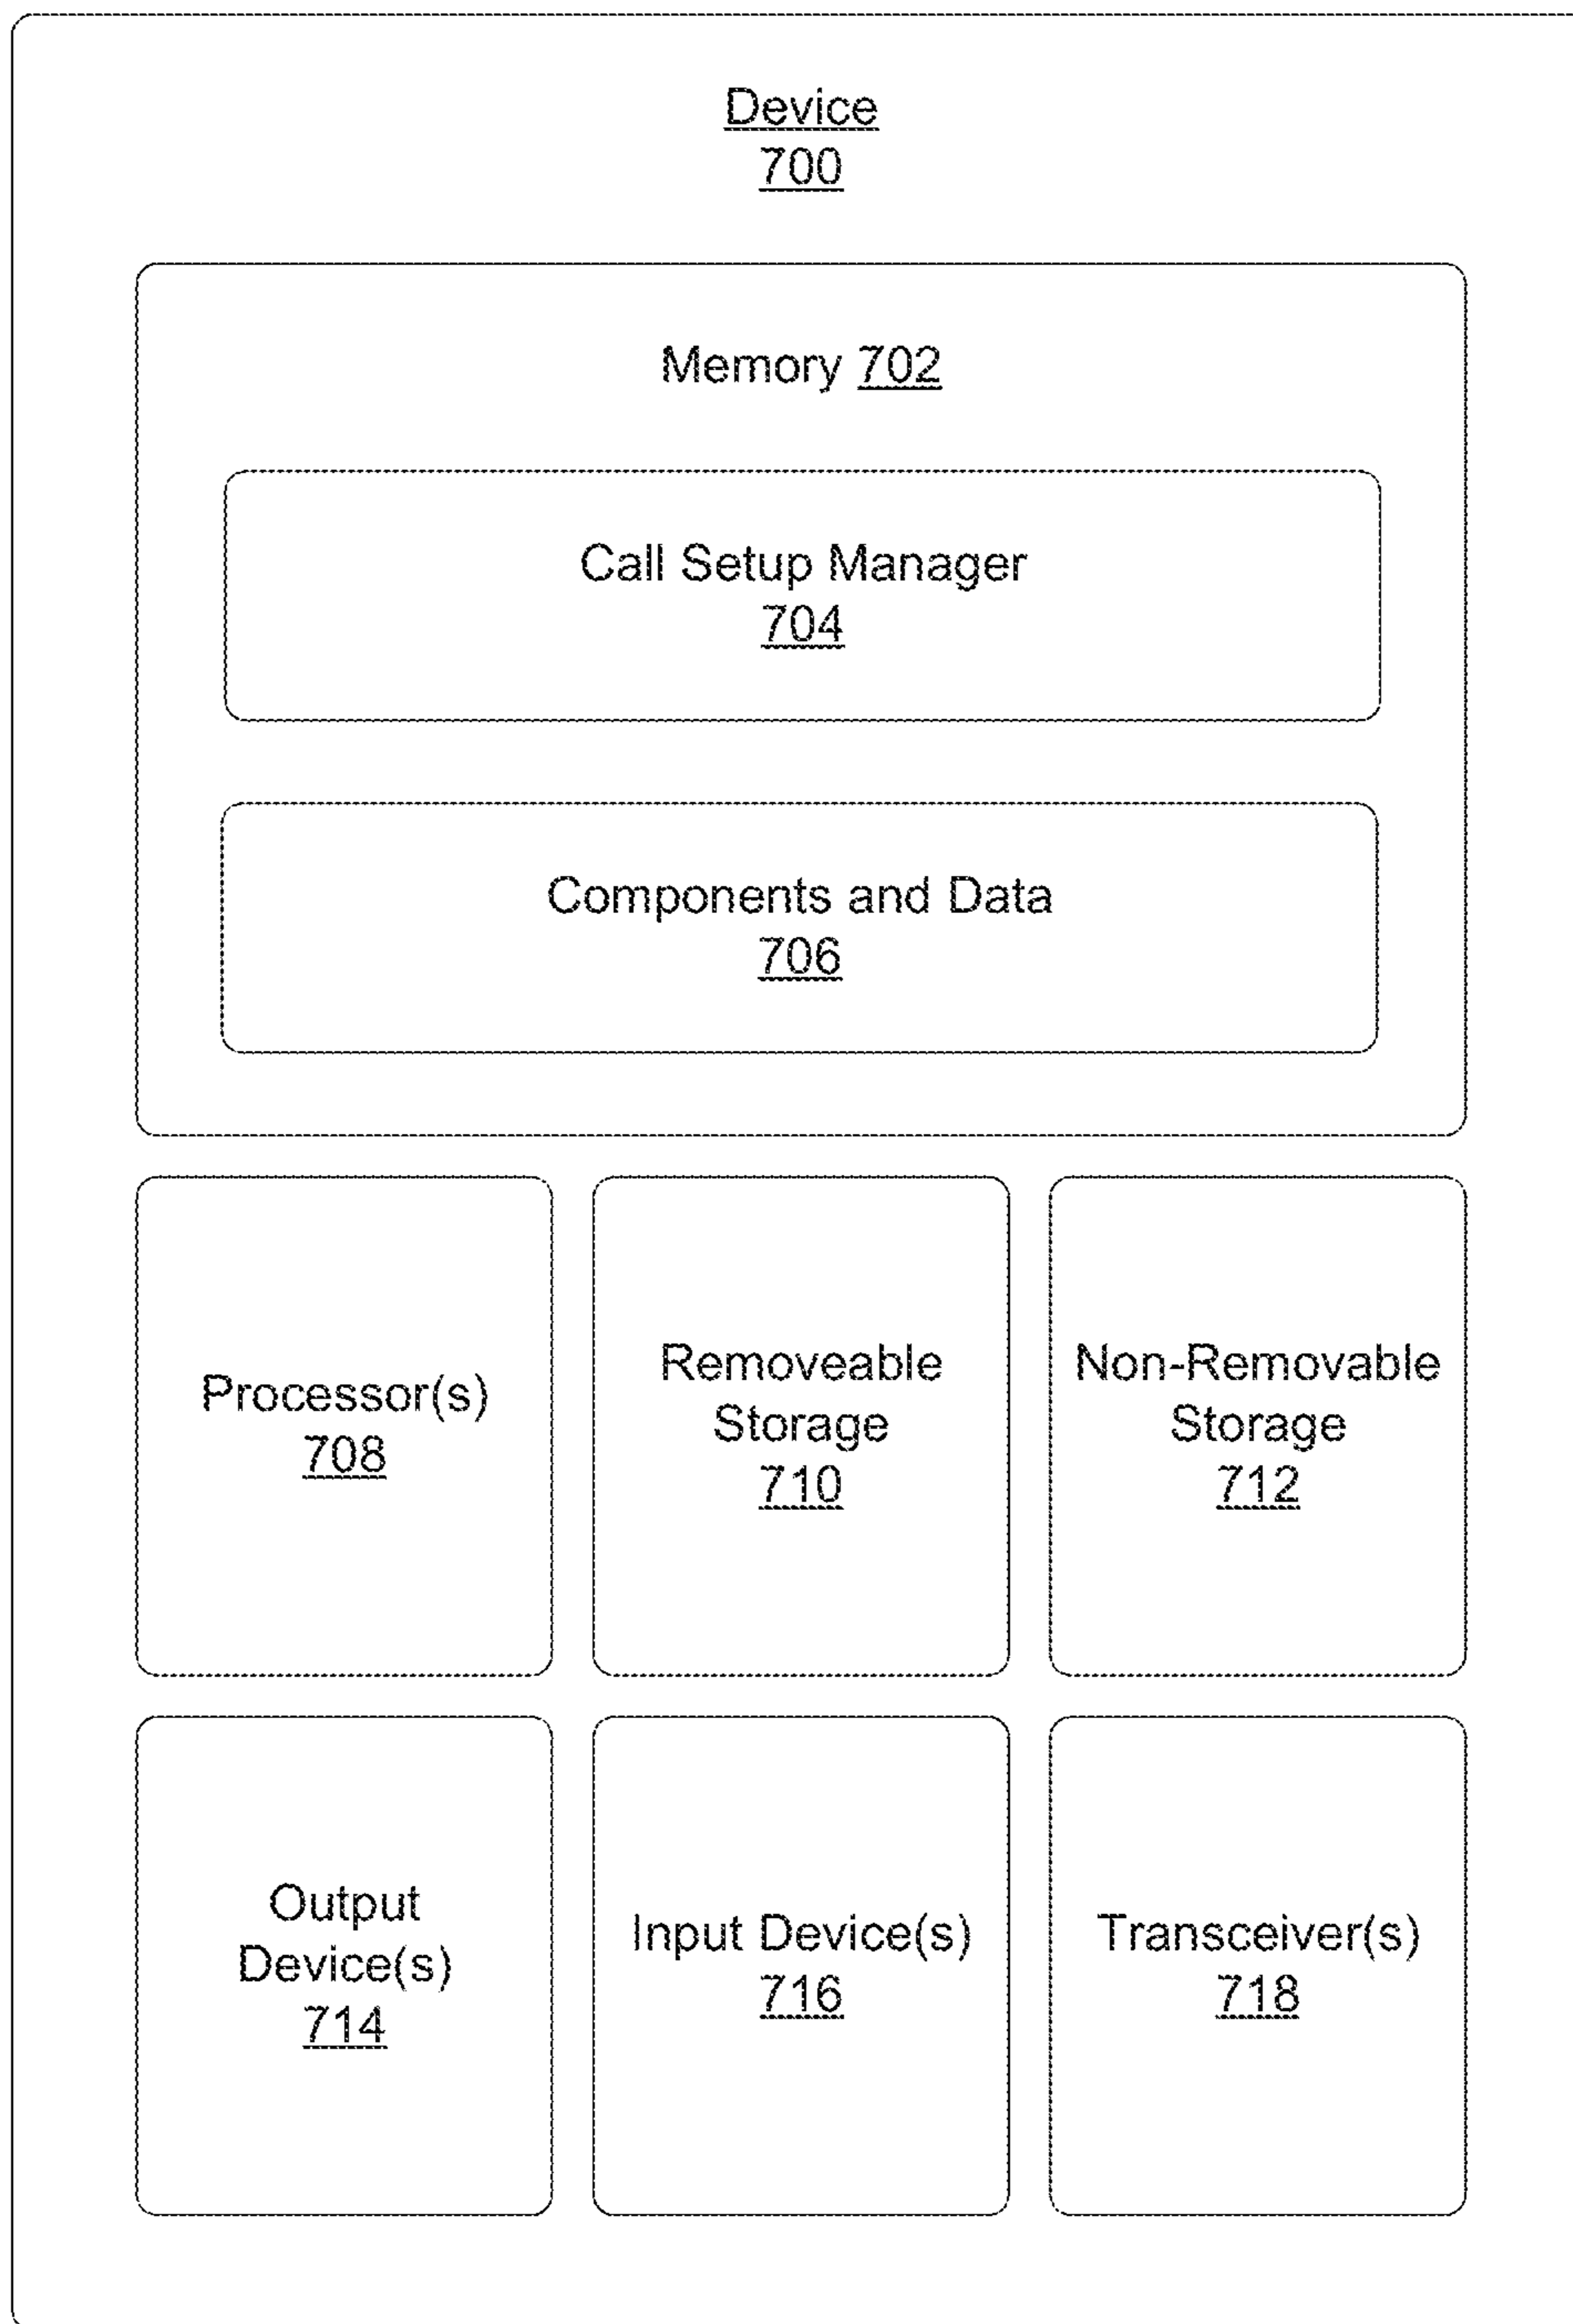 Device
700
Memory 702
Call Setup Manager
704
Components and Data
706
Processor(s)
708
Removeable
Storage
710
Non-Removable
Storage
712
Output
Device(s)
714
Input Device(s)
716
Transceiver(s)
718